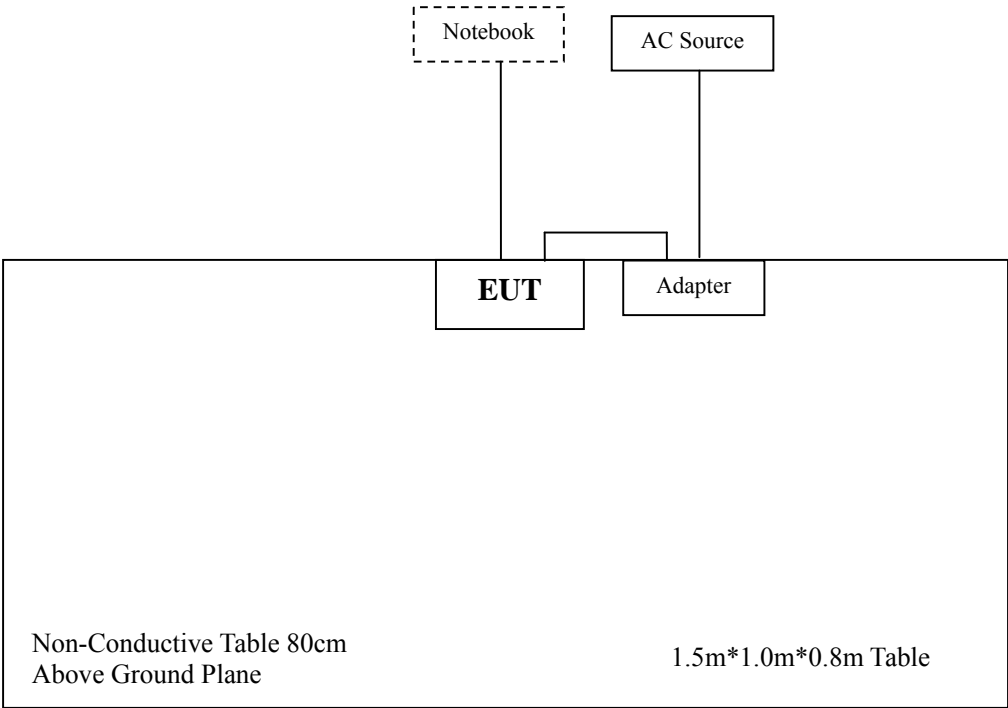 Notebook
AC Source
EUT
Adapter
Non-Conductive Table 80cm
Above Ground Plane
1.5m*1.0m*0.8m Table